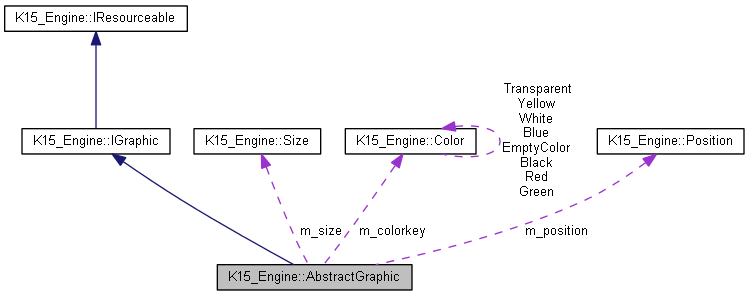 K15_Engine::IResourceable
Transparent
Yellow
White
Blue
EmptyColor
Black
Red
Green
K15_Engine::IGraphic
K15_Engine::Size
K15_Engine::Color
K15_Engine::Position
m_size
m_colorkey
m_position
K15_Engine::AbstractGraphic